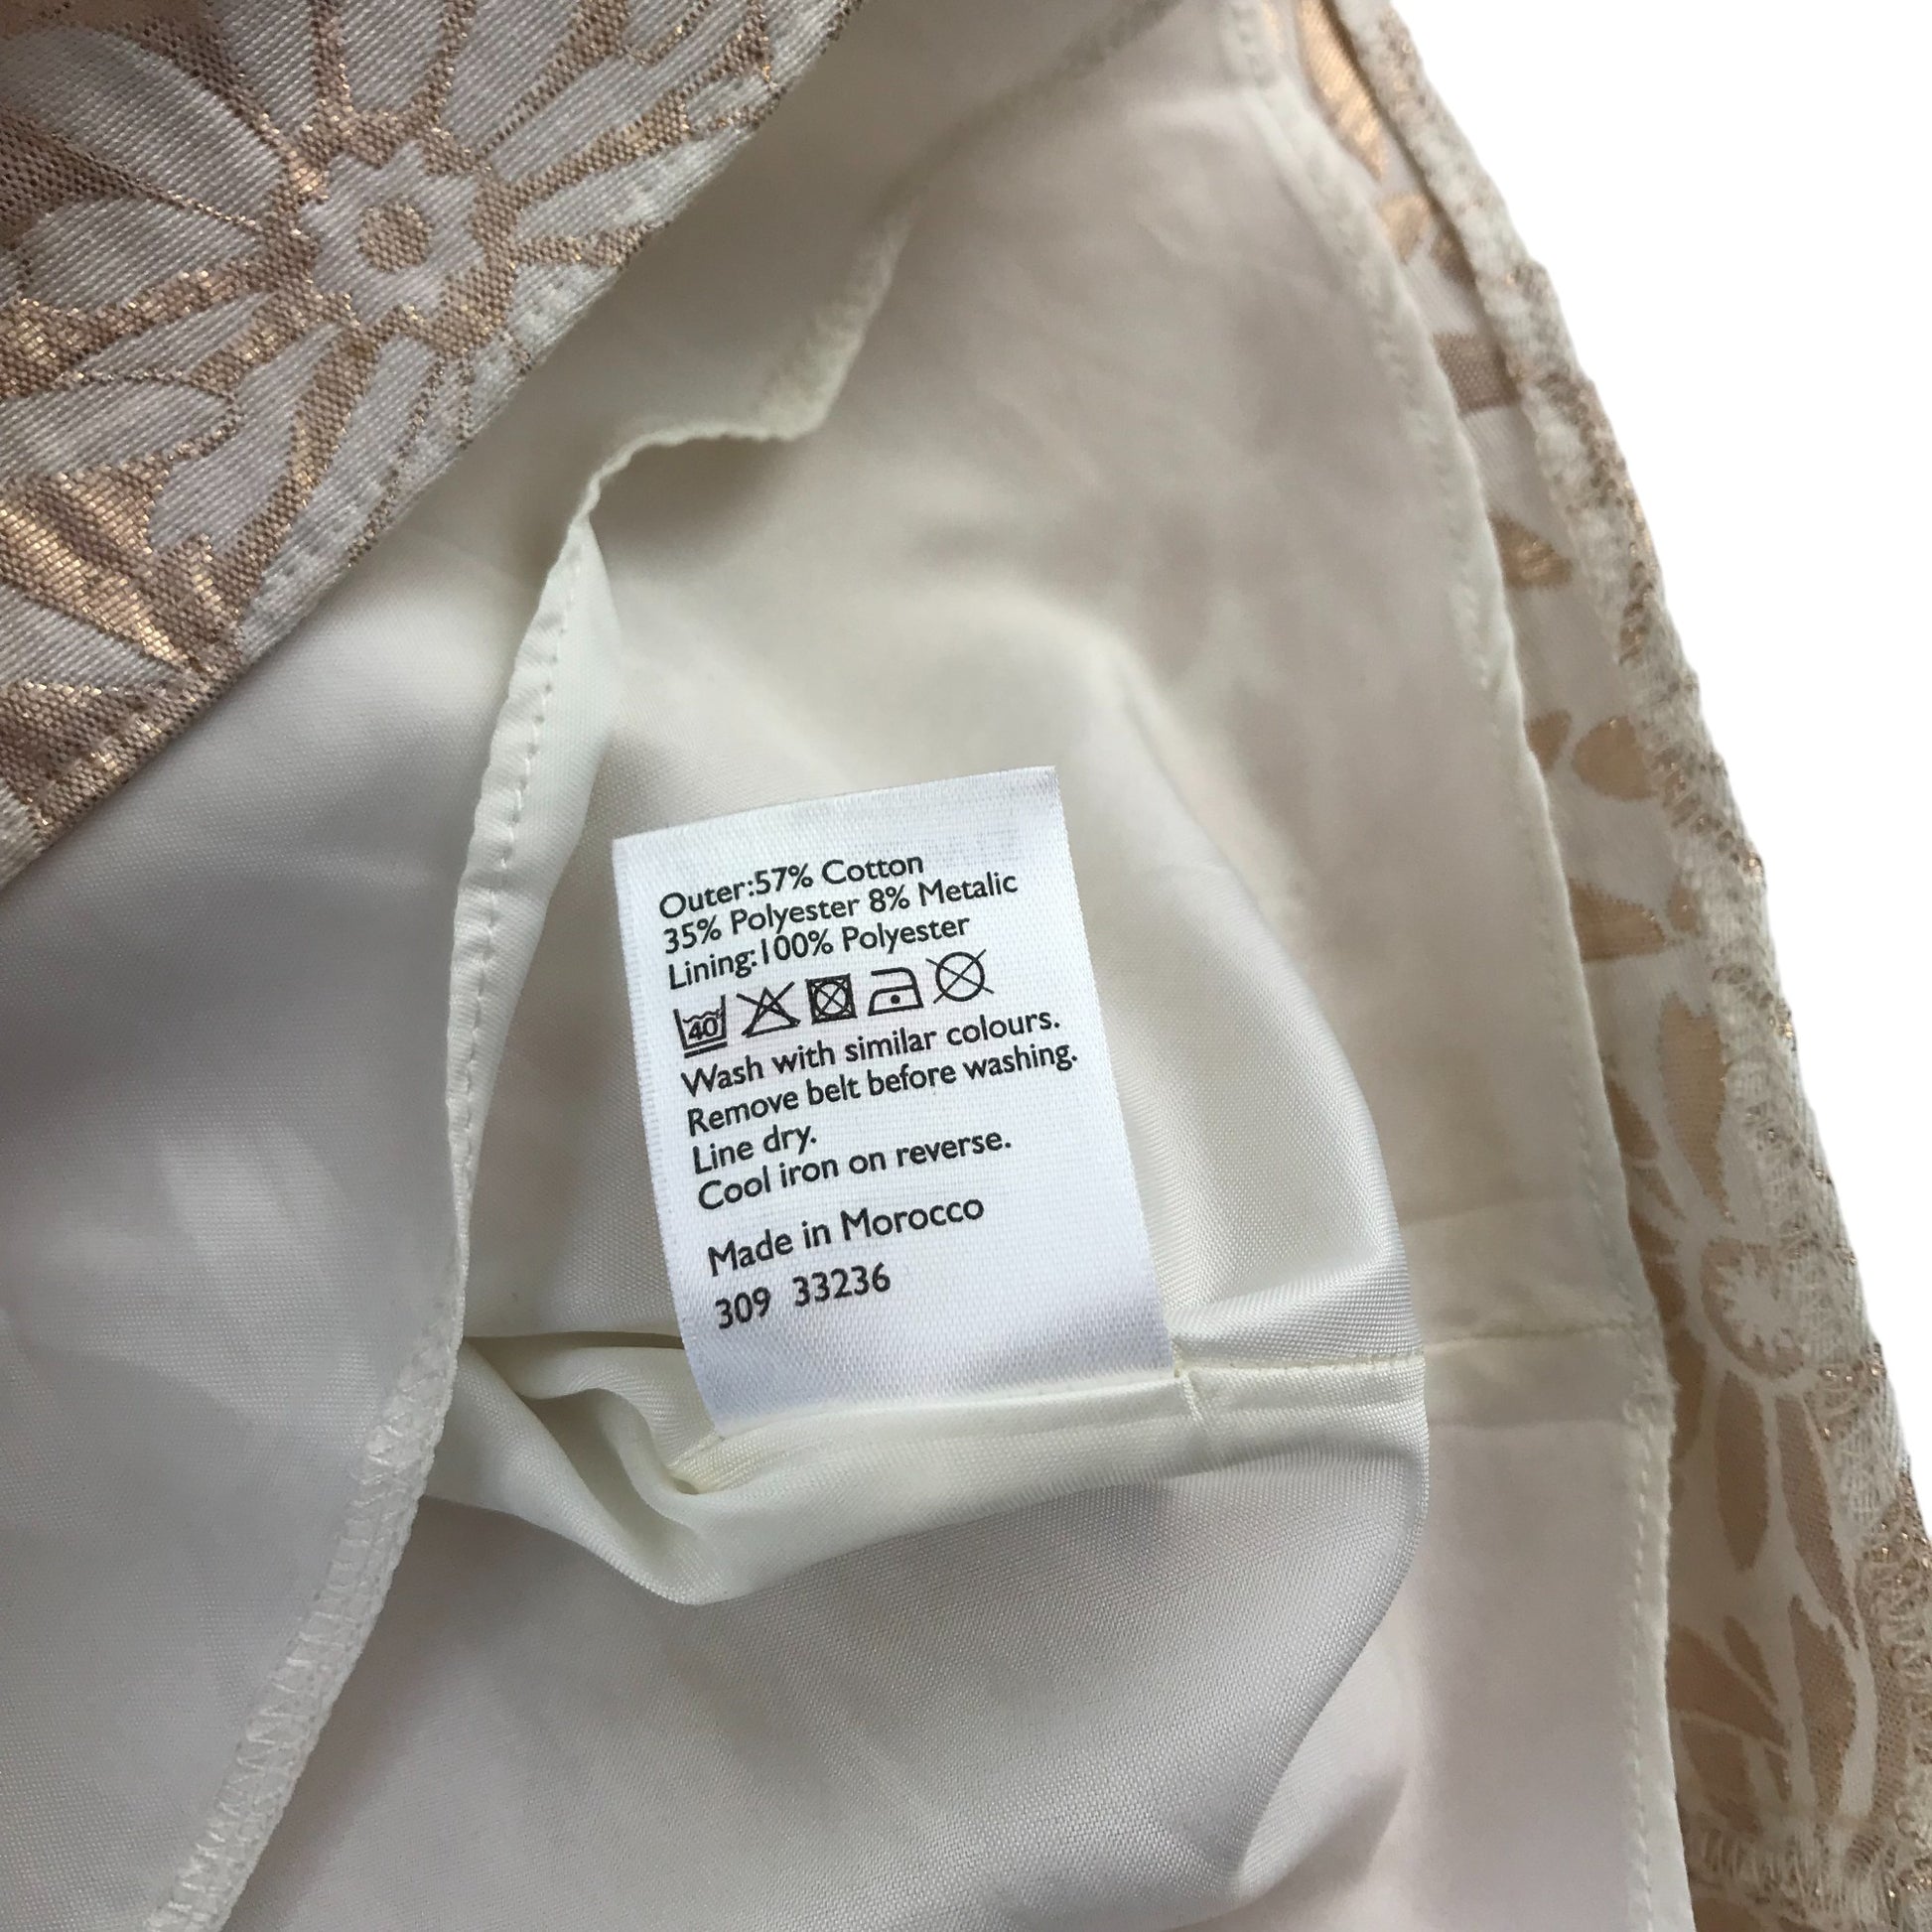 Outer:57% Cotton
35% Polyester 8% Metalic
Lining:100% Polyester
40
Wash with similar colours.
Remove belt before washing.
Line dry.
Cool iron on reverse.
Made in Morocco
309 33236